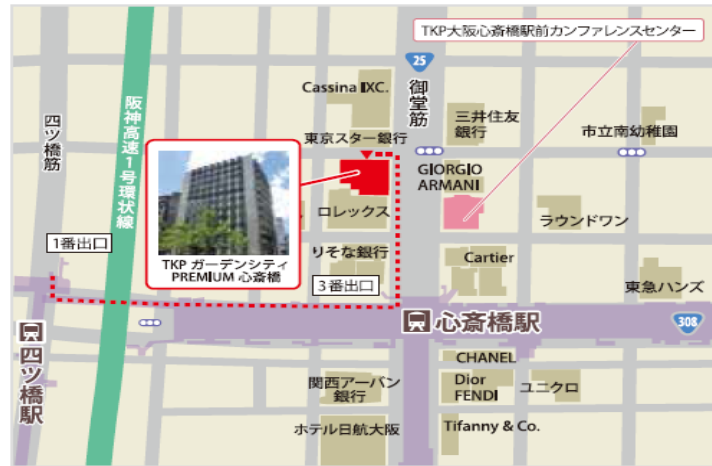 TKP大阪心斎橋駅前カンファレンスセンター
25
Cassina IXC.
御堂筋
三井住友
銀行
市立南幼稚園
四ツ橋筋
阪神高速1号環状線
東京スター銀行
GIORGIO
ARMANI
ロレックス
ラウンドワン
TKP ガーデンシティ
PREMIUM 心斎橋
1番出口
りそな銀行
Cartier
3番出口
東急ハンズ
心斎橋駅
308
四ツ橋駅
CHANEL
関西アーバン
銀行
Dior
FENDI
ユニクロ
ホテル日航大阪
Tifanny & Co.